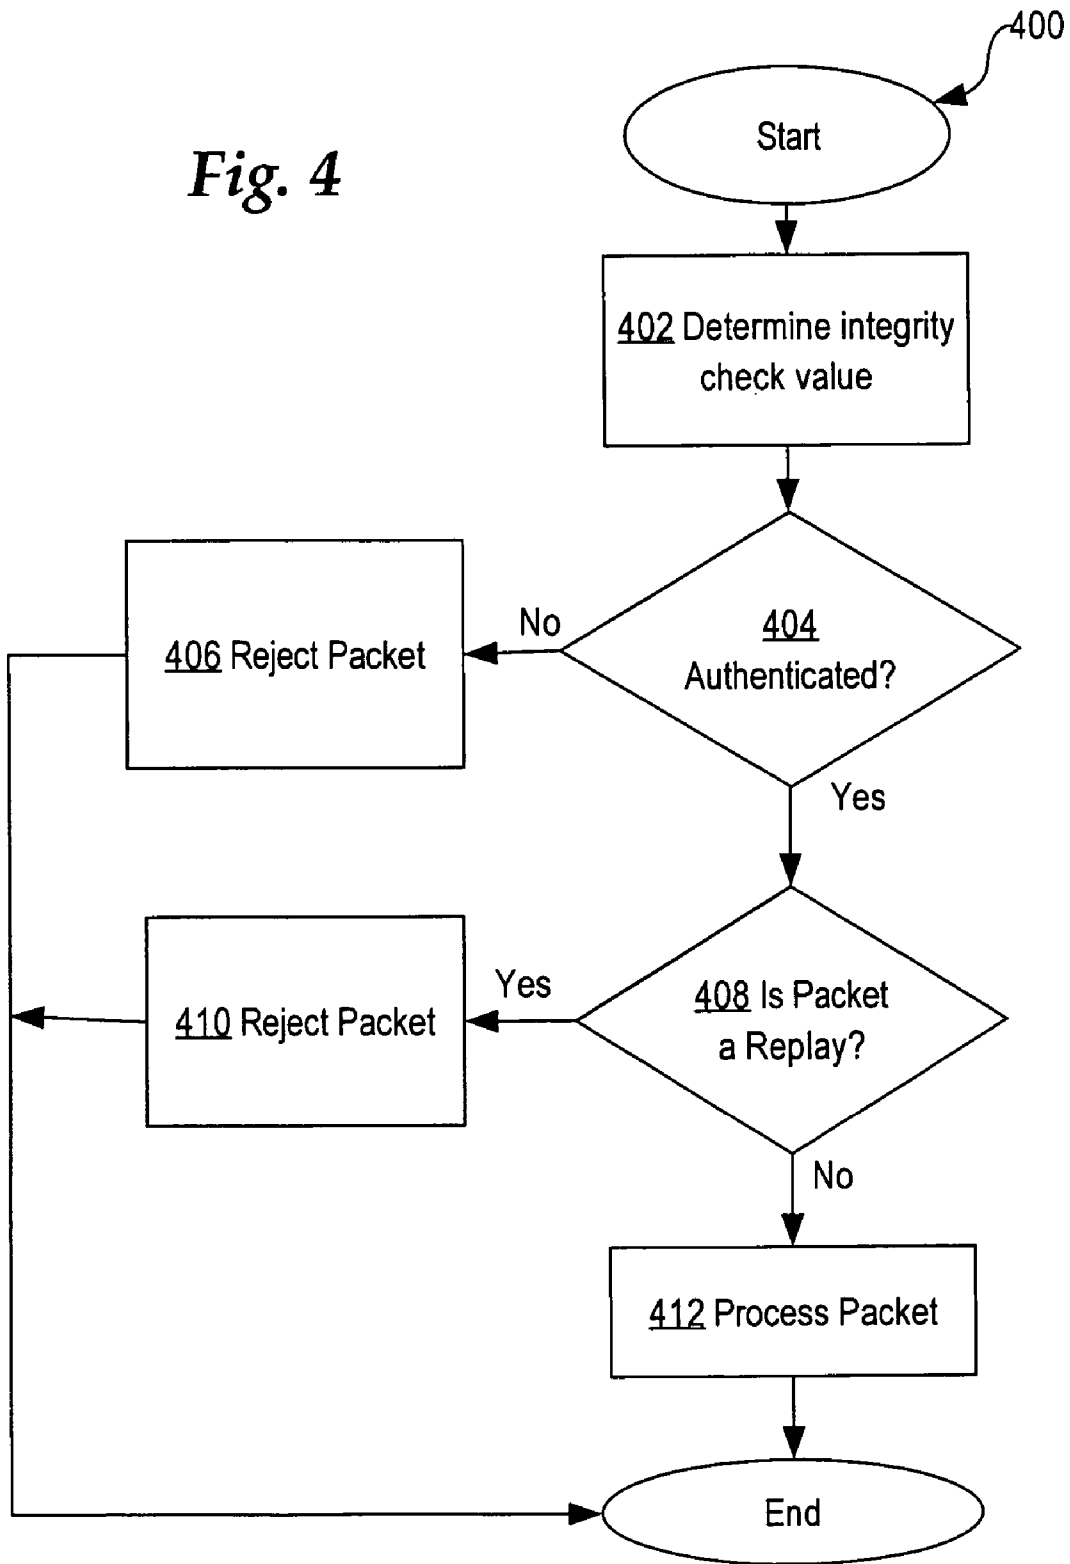 400
Start
Fig. 4
402 Determine integrity
check value
No
404
Authenticated?
406 Reject Packet
Yes
Yes
408 Is Packet
a Replay?
410 Reject Packet
No
412 Process Packet
End